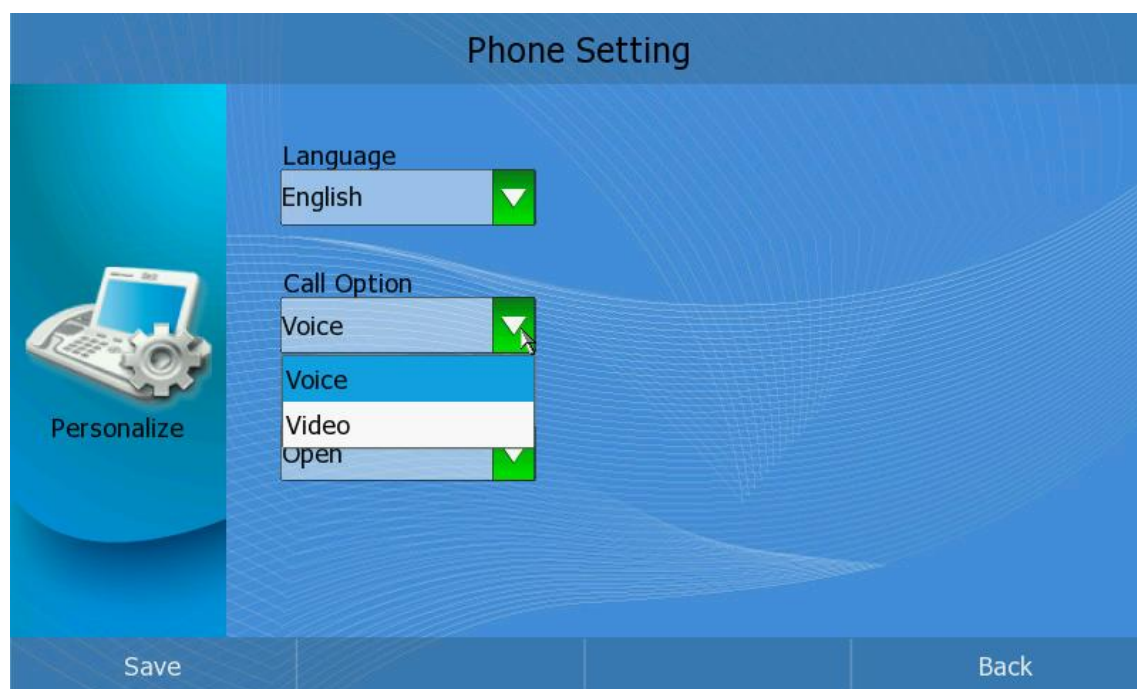 Phone Setting
Language
English
Call Option
Voice
Voice
Video
Open
Personalize
Save
Back